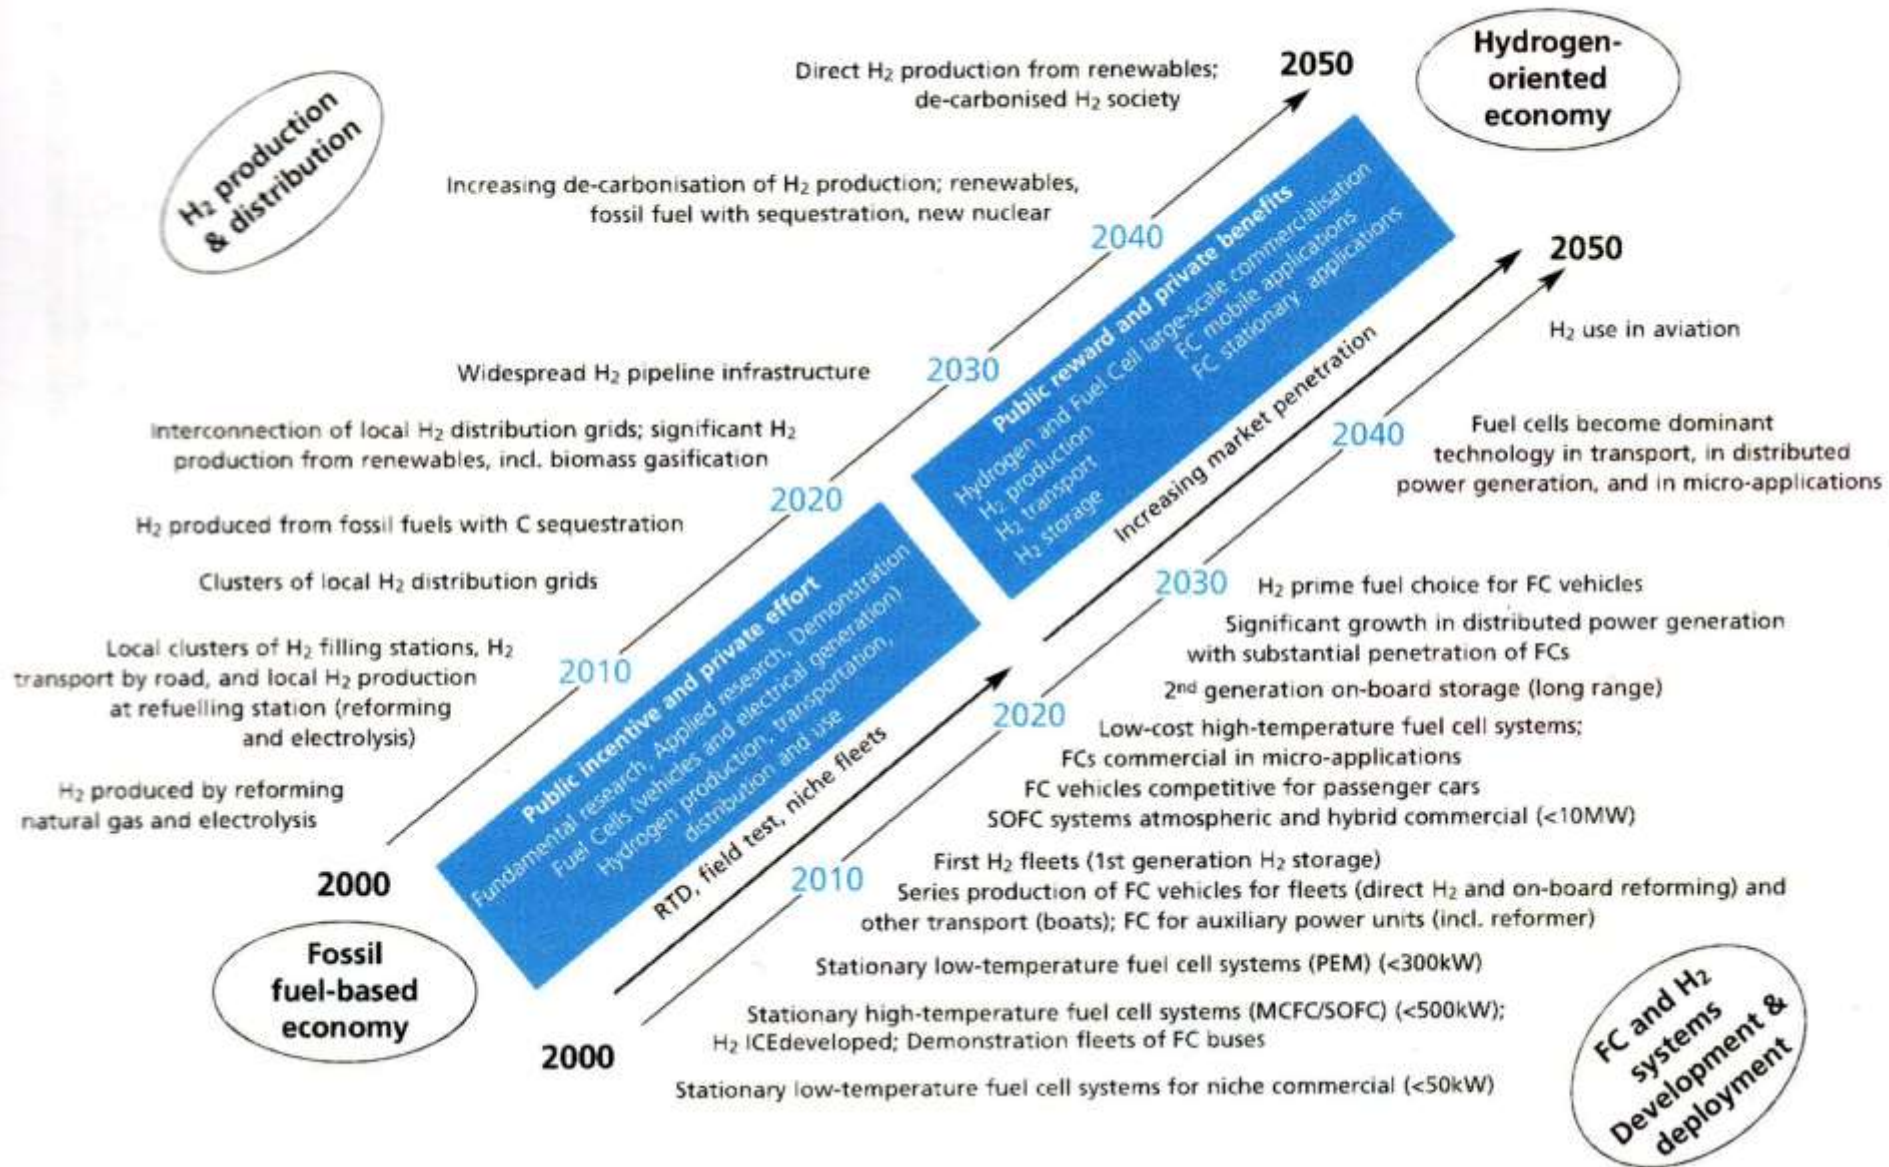 H₂ production
& distribution
Direct H₂ production from renewables;
de-carbonised H₂ society
2050
Hydrogen-
oriented
economy
Increasing de-carbonisation of H₂ production; renewables,
fossil fuel with sequestration, new nuclear
2040
Widespread H₂ pipeline infrastructure
2030
Interconnection of local H₂ distribution grids; significant H₂
production from renewables, incl. biomass gasification
2020
H₂ produced from fossil fuels with C sequestration
Clusters of local H₂ distribution grids
Local clusters of H₂ filling stations, H₂
transport by road, and local H₂ production
at refuelling station (reforming
and electrolysis)
2010
H₂ produced by reforming
natural gas and electrolysis
2000
Fossil
fuel-based
economy
Public reward and private benefits
Hydrogen and Fuel Cell large-scale commercialisation
H₂ production
FC mobile applications
H₂ transport
FC stationary applications
H₂ storage
Increasing market penetration
Public incentive and private effort
Fundamental research, Applied research, Demonstration
Fuel Cells (vehicles and electrical generation)
Hydrogen production, transportation,
distribution and use
RTD, field test, niche fleets
2050
H₂ use in aviation
2040
Fuel cells become dominant
technology in transport, in distributed
power generation, and in micro-applications
2030
H₂ prime fuel choice for FC vehicles
Significant growth in distributed power generation
with substantial penetration of FCs
2nd generation on-board storage (long range)
2020
Low-cost high-temperature fuel cell systems;
FCs commercial in micro-applications
FC vehicles competitive for passenger cars
SOFC systems atmospheric and hybrid commercial (<10MW)
2010
First H₂ fleets (1st generation H₂ storage)
Series production of FC vehicles for fleets (direct H₂ and on-board reforming) and
other transport (boats); FC for auxiliary power units (incl. reformer)
Stationary low-temperature fuel cell systems (PEM) (<300kW)
Stationary high-temperature fuel cell systems (MCFC/SOFC) (<500kW);
H₂ ICEdeveloped; Demonstration fleets of FC buses
2000
Stationary low-temperature fuel cell systems for niche commercial (<50kW)
FC and H₂
systems
Development &
deployment